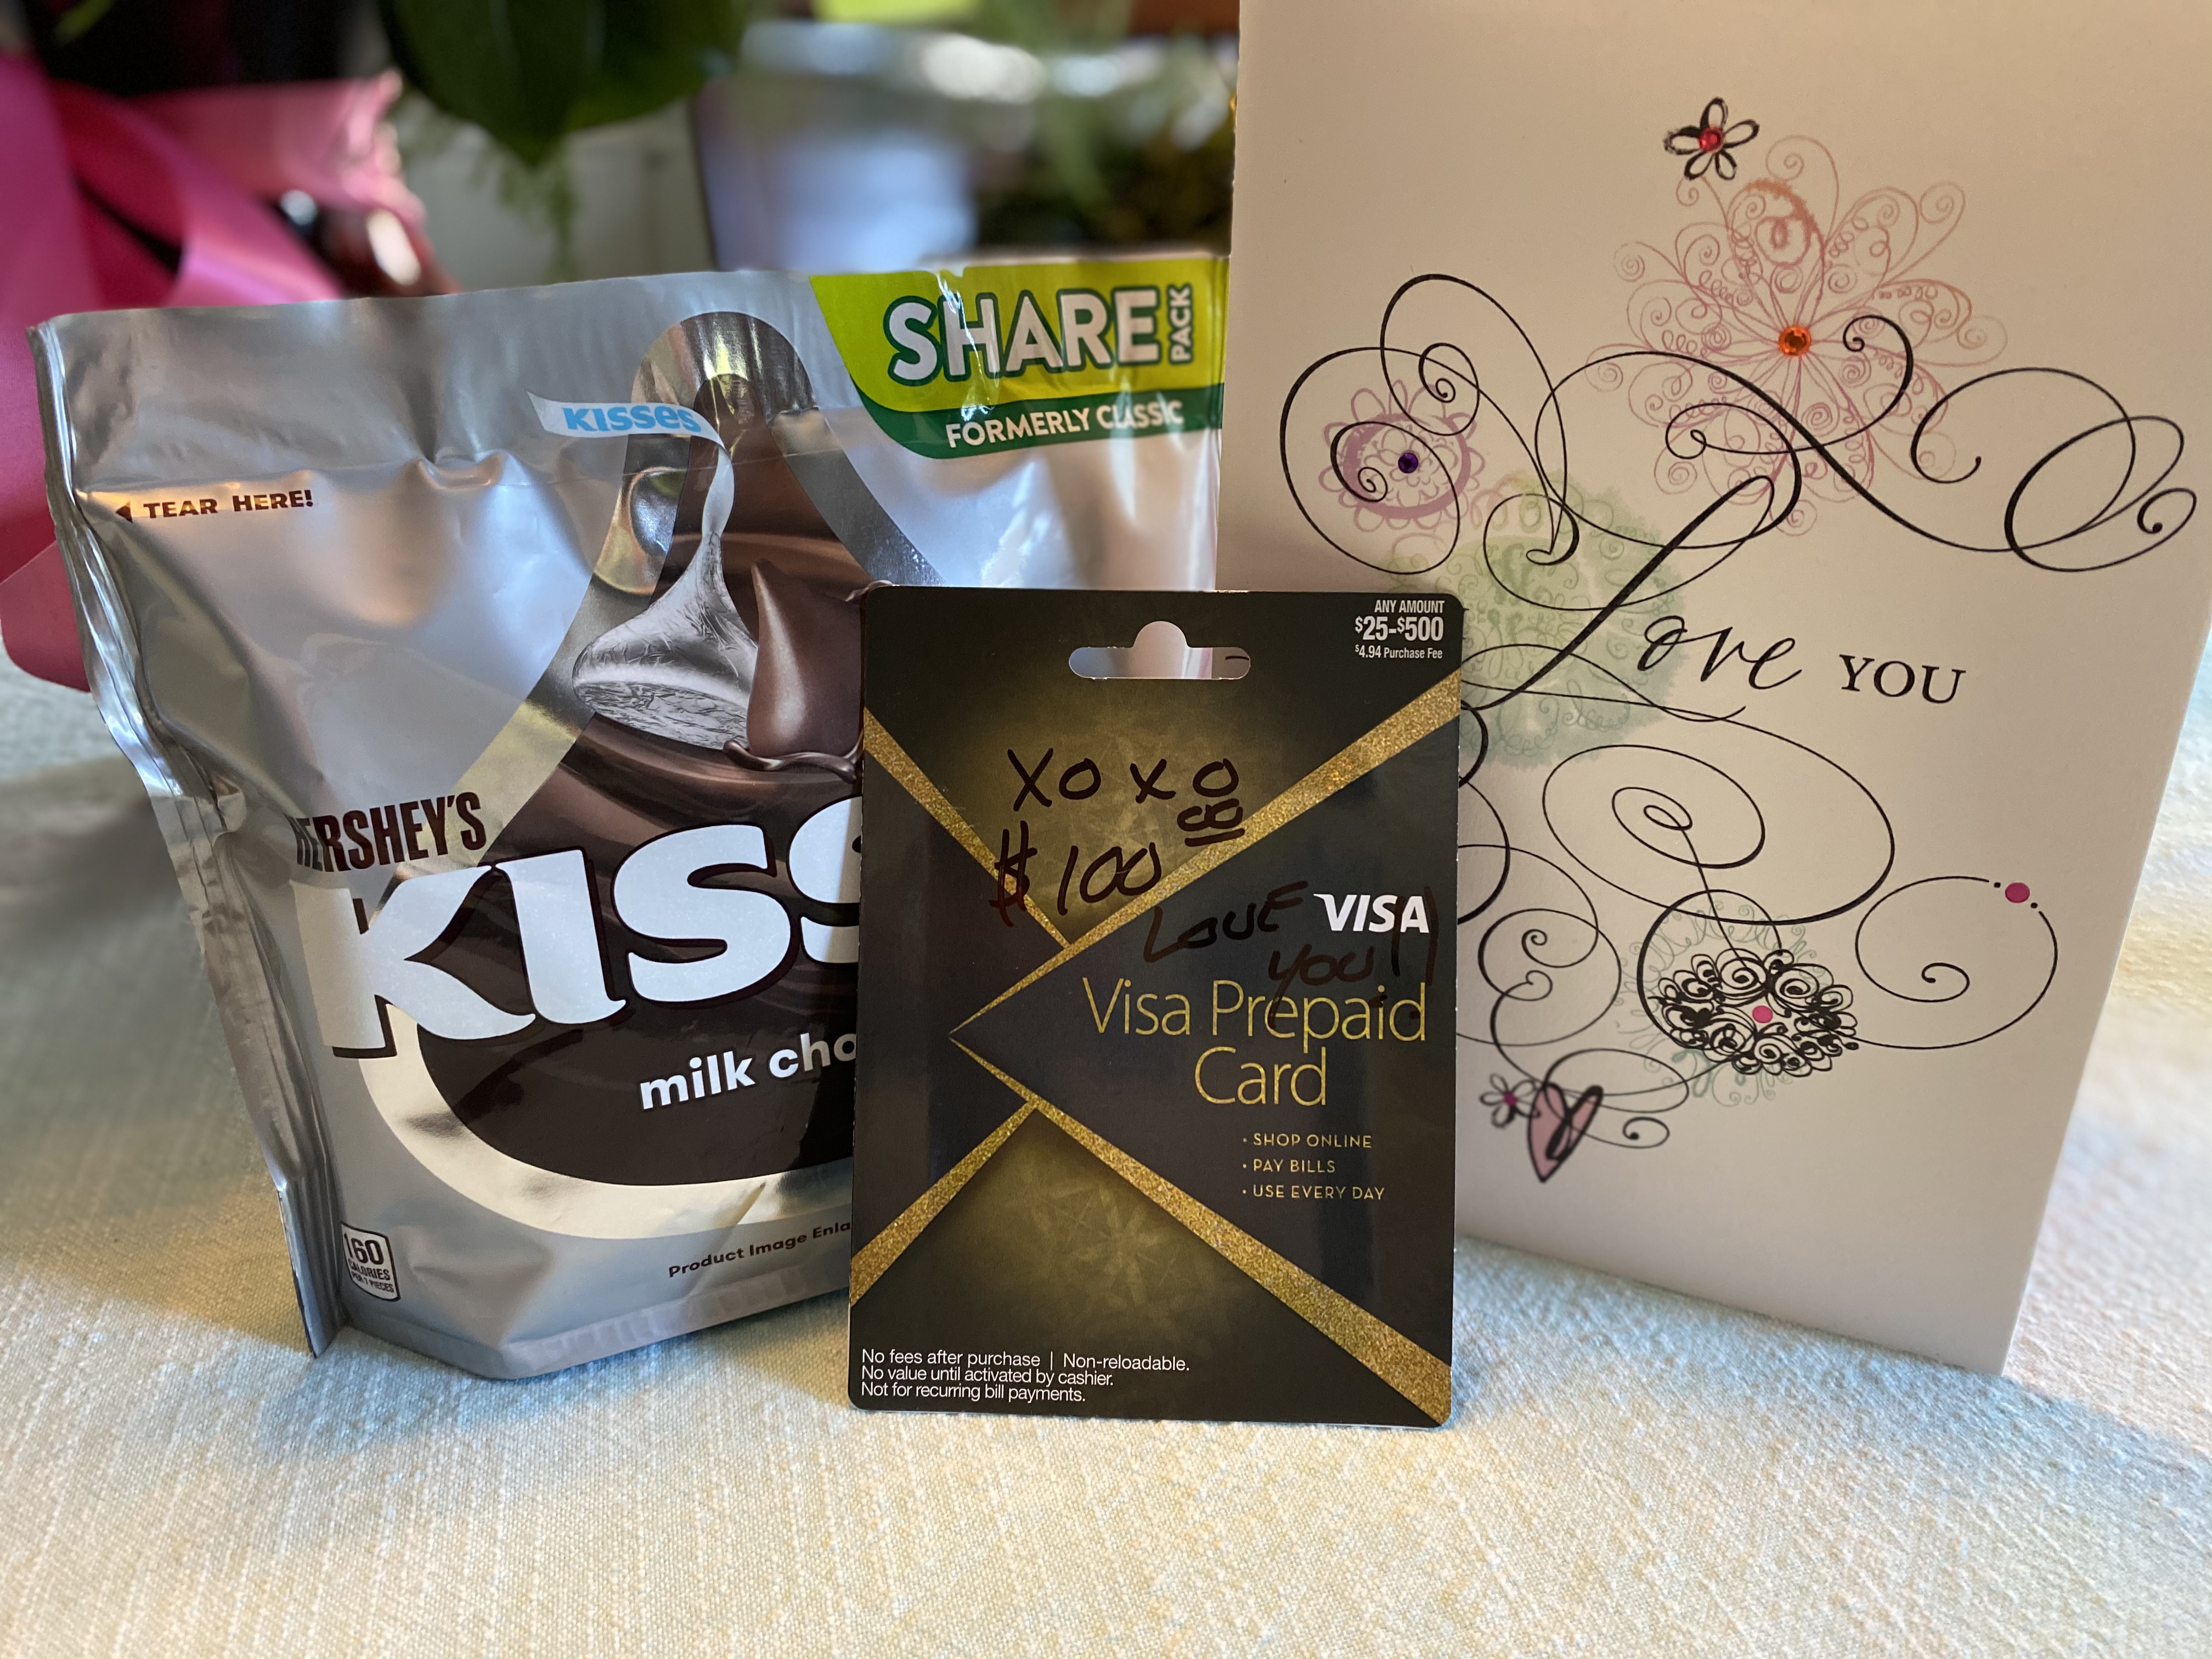 SHARE PACK
FORMERLY CLASSIC
KISSES
TEAR HERE!
HERSHEY'S
KISS
milk cho
160
CALORIES
PER 7 PIECES
Product Image Enla
ANY AMOUNT
$25-$500
$4.94 Purchase Fee
XOXO
$100 00
LOVE
YOU!!
VISA
Visa Prepaid
Card
• SHOP ONLINE
• PAY BILLS
• USE EVERY DAY
No fees after purchase | Non-reloadable.
No value until activated by cashier.
Not for recurring bill payments.
Love YOU